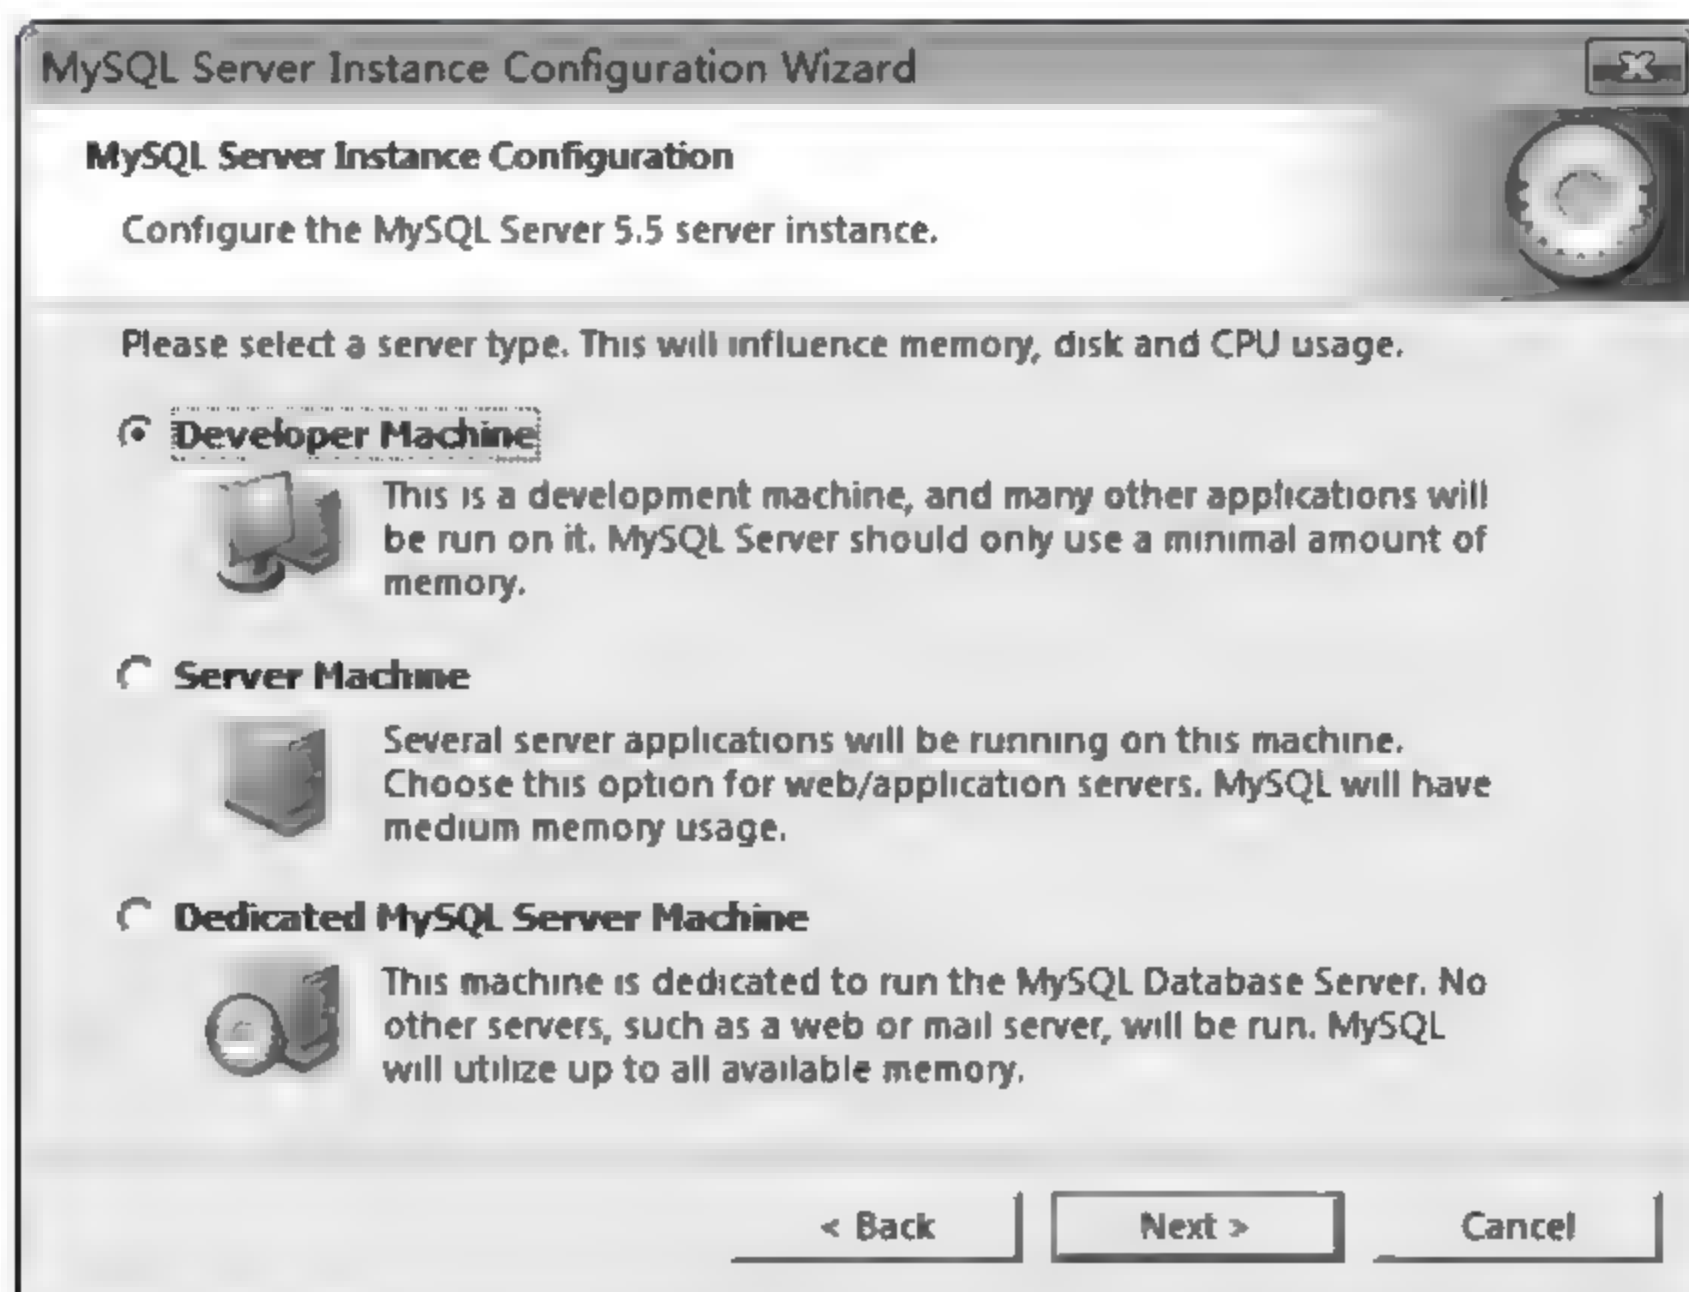 MySQL Server Instance Configuration Wizard
MySQL Server Instance Configuration
Configure the MySQL Server 5.5 server instance.
Please select a server type. This will influence memory, disk and CPU usage.
Developer Machine
This is a development machine, and many other applications will
be run on it. MySQL Server should only use a minimal amount of
memory.
Server Machine
Several server applications will be running on this machine.
Choose this option for web/application servers. MySQL will have
medium memory usage.
Dedicated MySQL Server Machine
This machine is dedicated to run the MySQL Database Server. No
other servers, such as a web or mail server, will be run. MySQL
will utilize up to all available memory.
< Back Next > Cancel